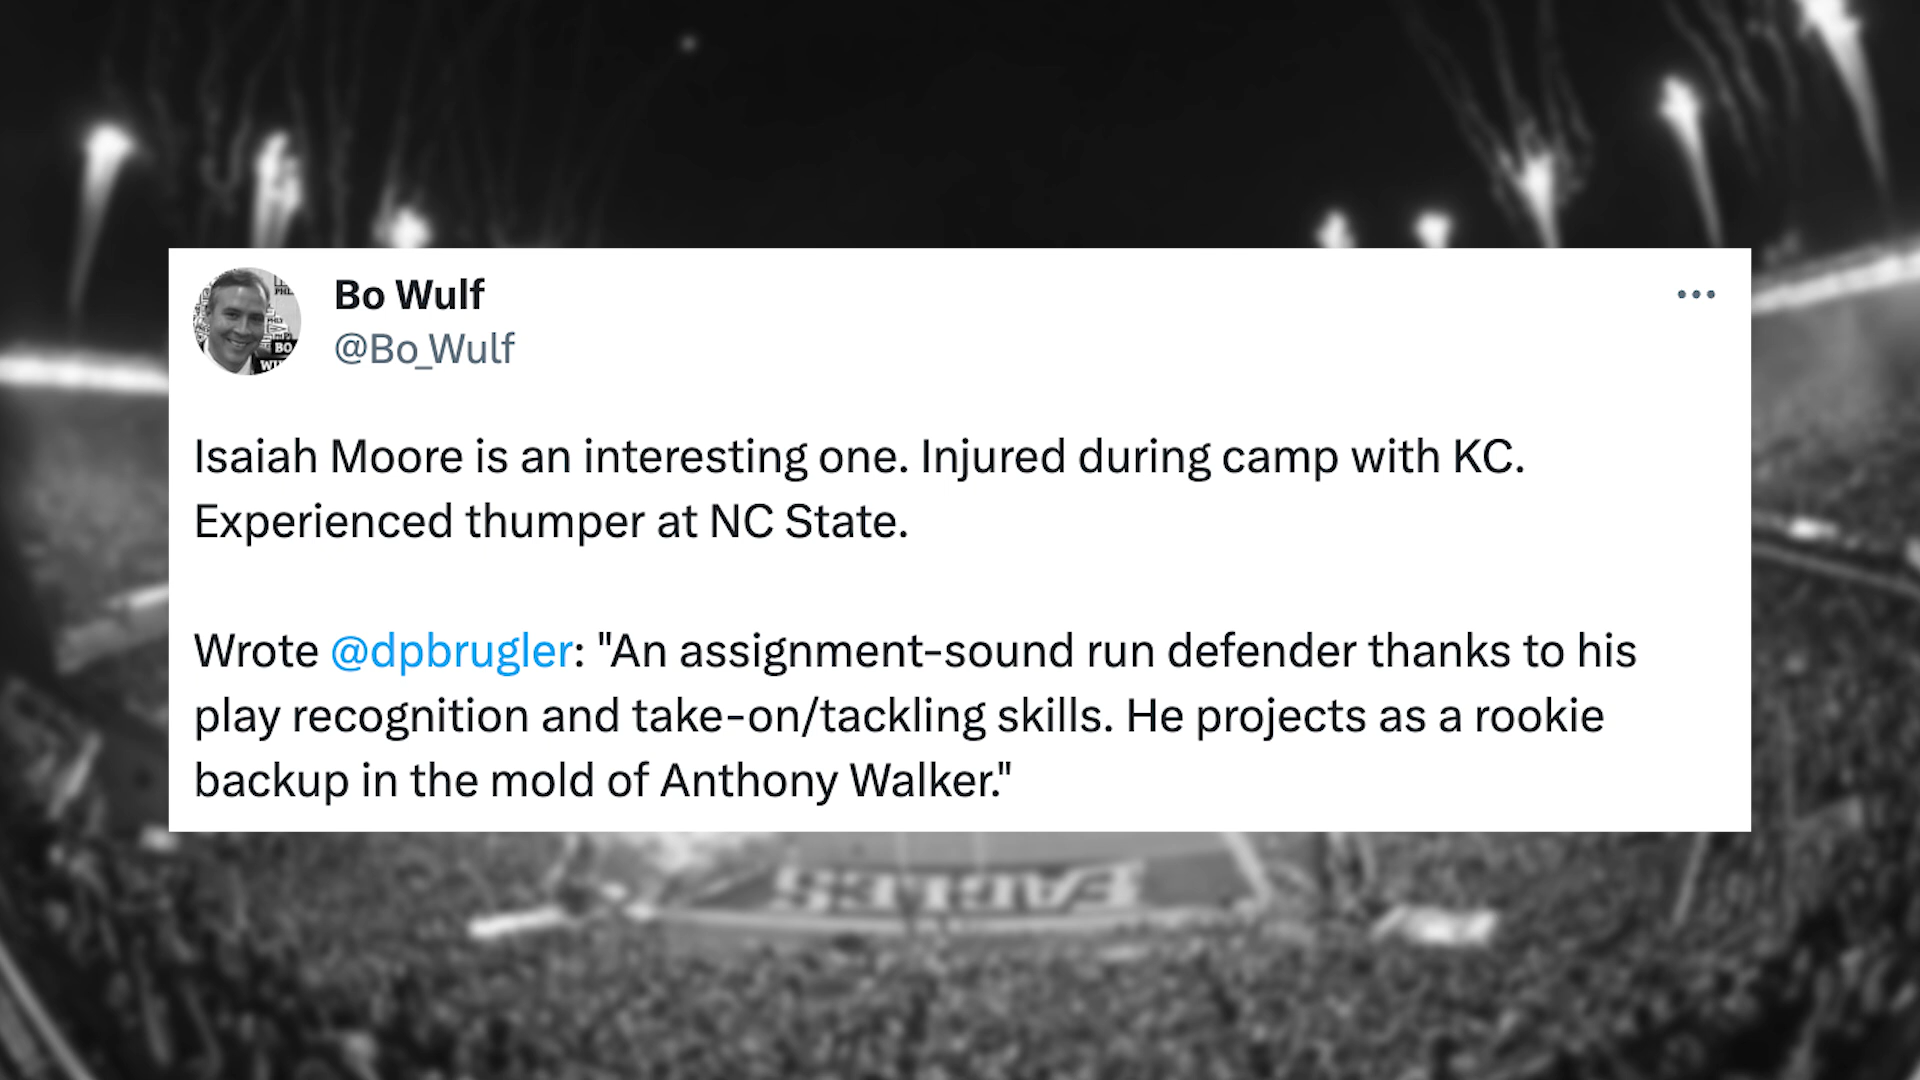 Bo Wulf
@Bo_Wulf
Isaiah Moore is an interesting one. Injured during camp with KC.
Experienced thumper at NC State.
Wrote @dpbrugler: "An assignment-sound run defender thanks to his
play recognition and take-on/tackling skills. He projects as a rookie
backup in the mold of Anthony Walker."
EAGLES